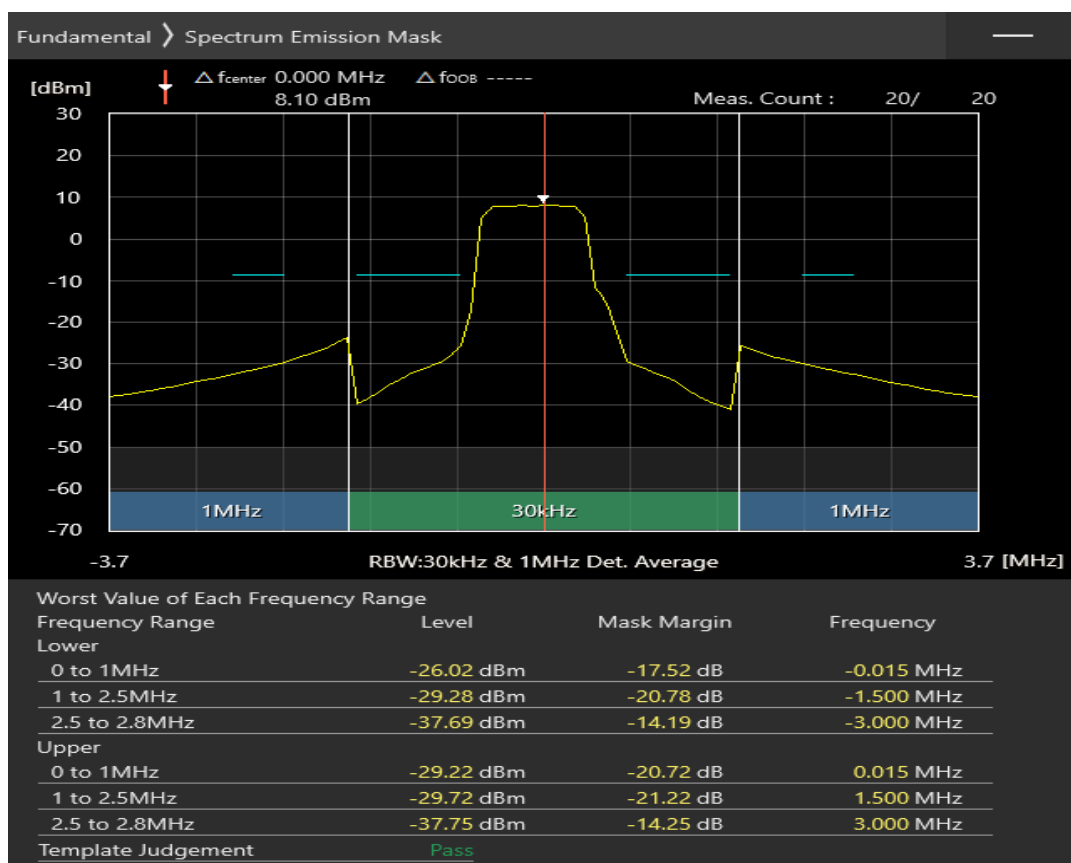 Fundamental 〉 Spectrum Emission Mask
[dBm] △ fcenter 0.000 MHz △ fOOB -----
8.10 dBm Meas. Count : 20/ 20
30
20
10
0
-10
-20
-30
-40
-50
-60
1MHz 30kHz 1MHz
-70
-3.7 RBW:30kHz & 1MHz Det. Average 3.7 [MHz]
Worst Value of Each Frequency Range
Frequency Range Level Mask Margin Frequency
Lower
0 to 1MHz -26.02 dBm -17.52 dB -0.015 MHz
1 to 2.5MHz -29.28 dBm -20.78 dB -1.500 MHz
2.5 to 2.8MHz -37.69 dBm -14.19 dB -3.000 MHz
Upper
0 to 1MHz -29.22 dBm -20.72 dB 0.015 MHz
1 to 2.5MHz -29.72 dBm -21.22 dB 1.500 MHz
2.5 to 2.8MHz -37.75 dBm -14.25 dB 3.000 MHz
Template Judgement Pass